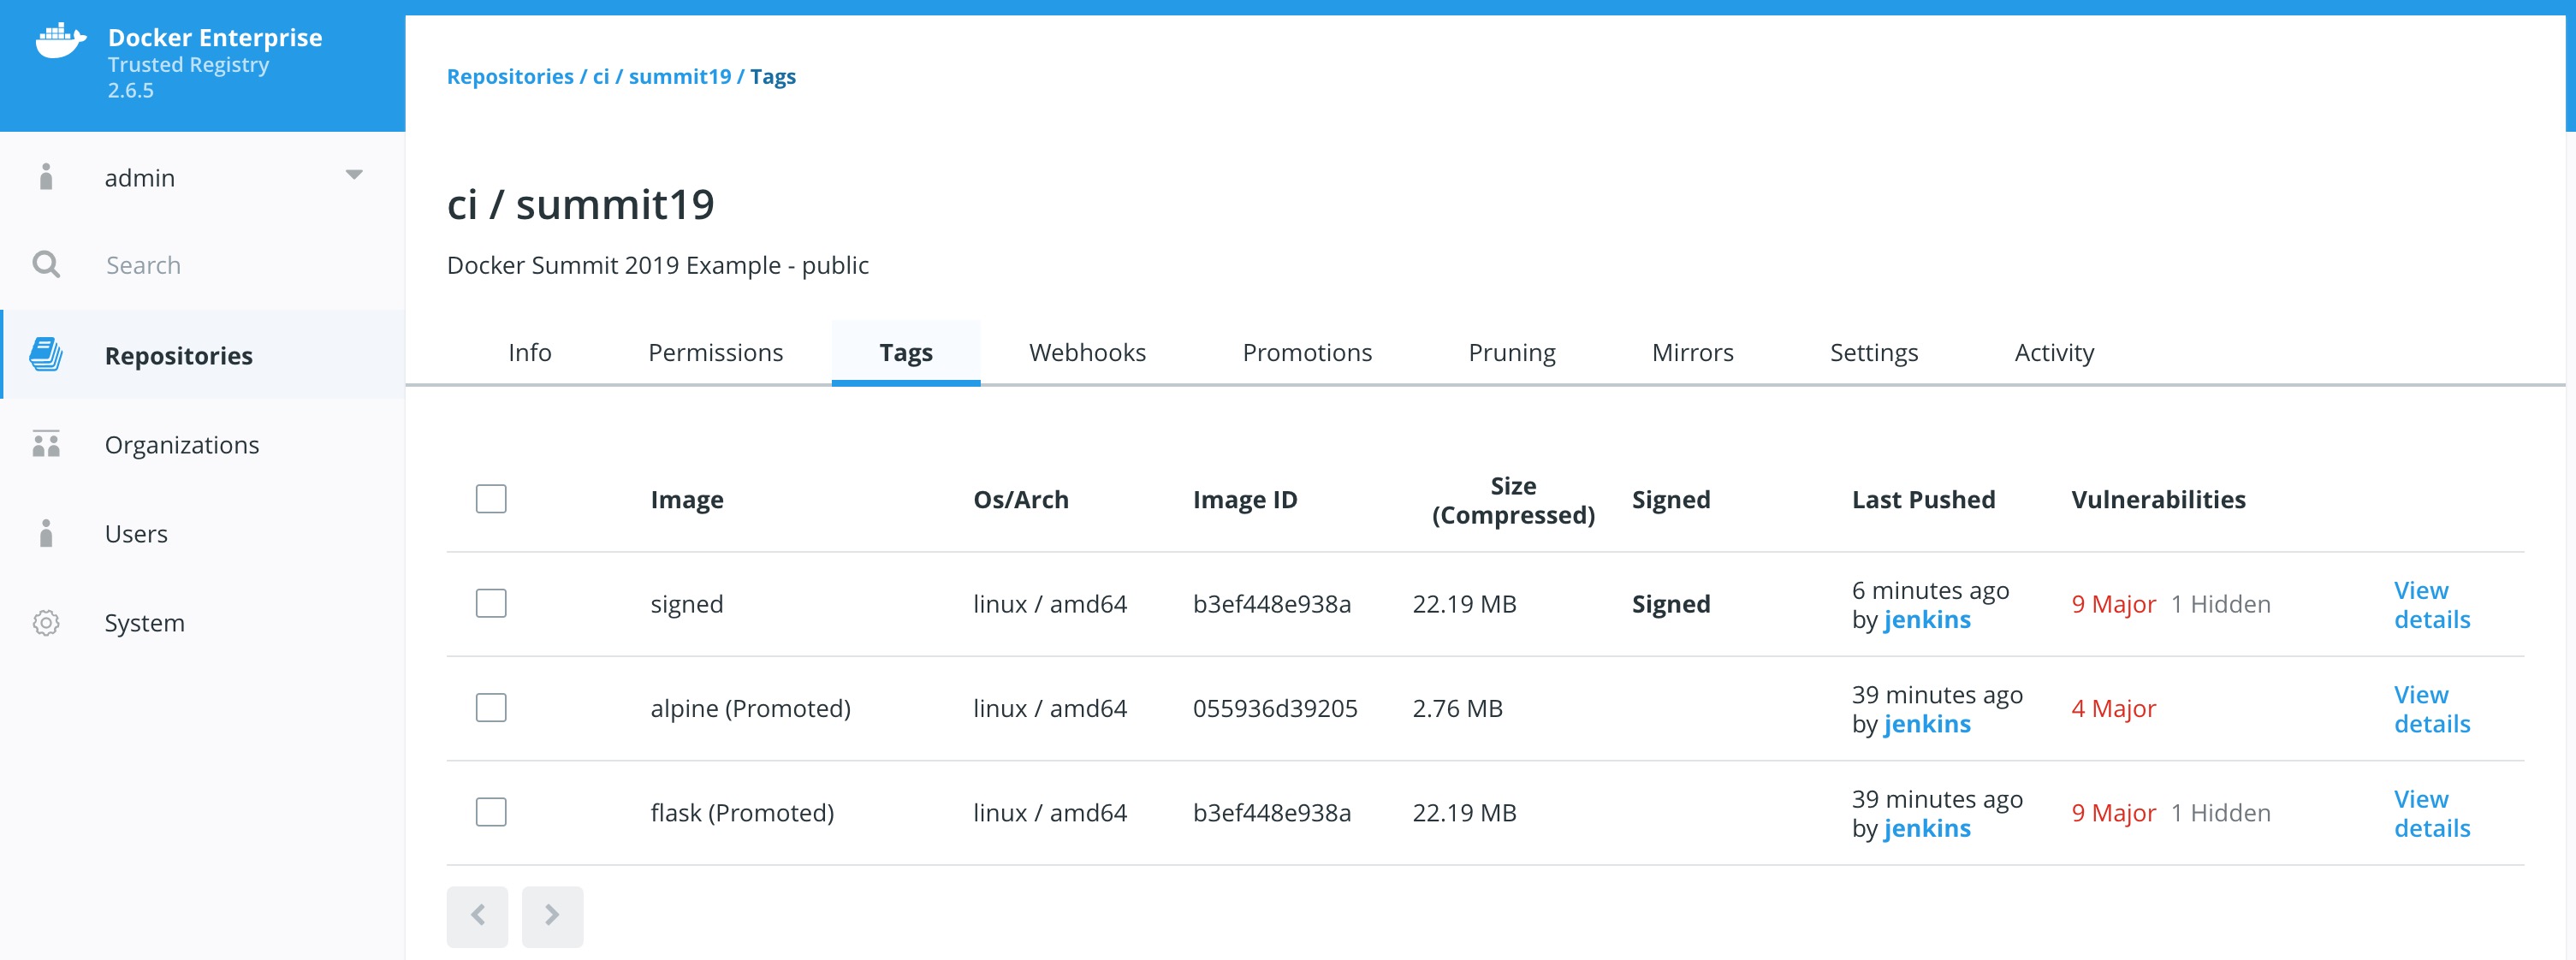 Docker Enterprise
Trusted Registry
2.6.5
admin
Search
Repositories
Organizations
Users
System
Repositories / ci / summit19 / Tags
ci / summit19
Docker Summit 2019 Example - public
Info Permissions Tags Webhooks Promotions Pruning Mirrors Settings Activity
Image Os/Arch Image ID Size (Compressed) Signed Last Pushed Vulnerabilities
signed linux / amd64 b3ef448e938a 22.19 MB Signed 6 minutes ago by jenkins 9 Major 1 Hidden View details
alpine (Promoted) linux / amd64 055936d39205 2.76 MB 39 minutes ago by jenkins 4 Major View details
flask (Promoted) linux / amd64 b3ef448e938a 22.19 MB 39 minutes ago by jenkins 9 Major 1 Hidden View details